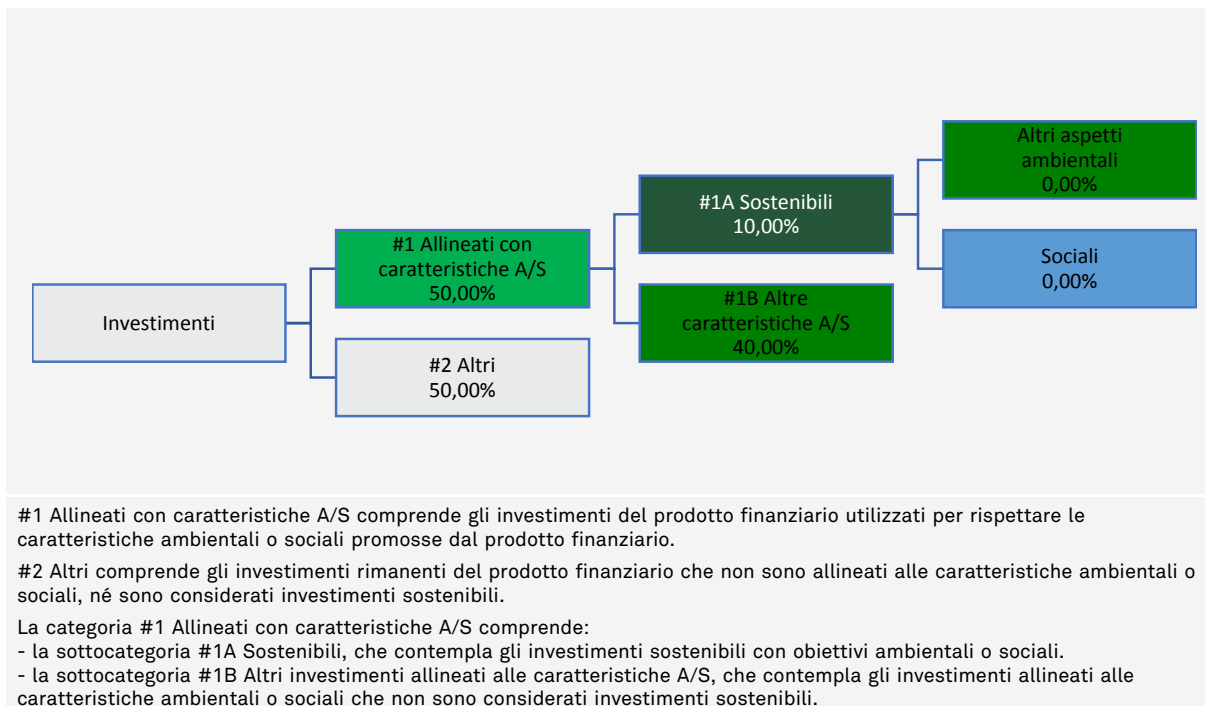 Investimenti
#1 Allineati con
caratteristiche A/S
50,00%
#2 Altri
50,00%
#1A Sostenibili
10,00%
#1B Altre
caratteristiche A/S
40,00%
Altri aspetti
ambientali
0,00%
Sociali
0,00%
#1 Allineati con caratteristiche A/S comprende gli investimenti del prodotto finanziario utilizzati per rispettare le
caratteristiche ambientali o sociali promosse dal prodotto finanziario.
#2 Altri comprende gli investimenti rimanenti del prodotto finanziario che non sono allineati alle caratteristiche ambientali o
sociali, né sono considerati investimenti sostenibili.
La categoria #1 Allineati con caratteristiche A/S comprende:
- la sottocategoria #1A Sostenibili, che contempla gli investimenti sostenibili con obiettivi ambientali o sociali.
- la sottocategoria #1B Altri investimenti allineati alle caratteristiche A/S, che contempla gli investimenti allineati alle
caratteristiche ambientali o sociali che non sono considerati investimenti sostenibili.